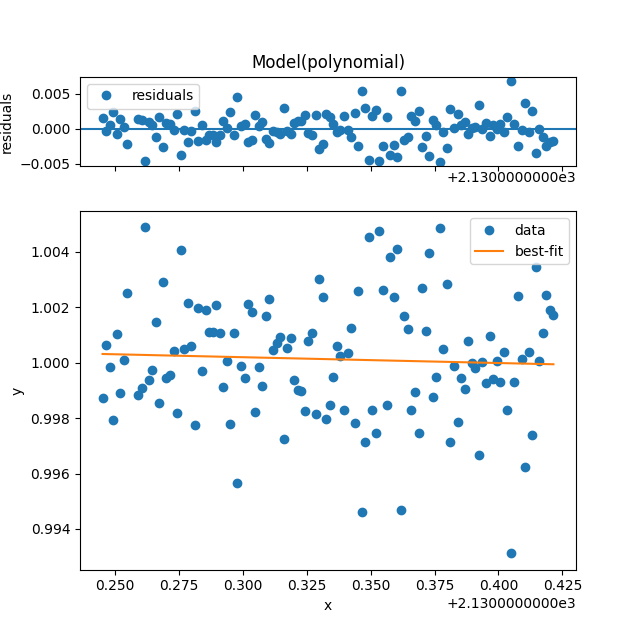 Model(polynomial)
residuals
0.005
0.000
−0.005
residuals
+2.1300000000e3
1.004
1.002
1.000
0.998
0.996
0.994
y
data
best-fit
0.250 0.275 0.300 0.325 0.350 0.375 0.400 0.425
x
+2.1300000000e3